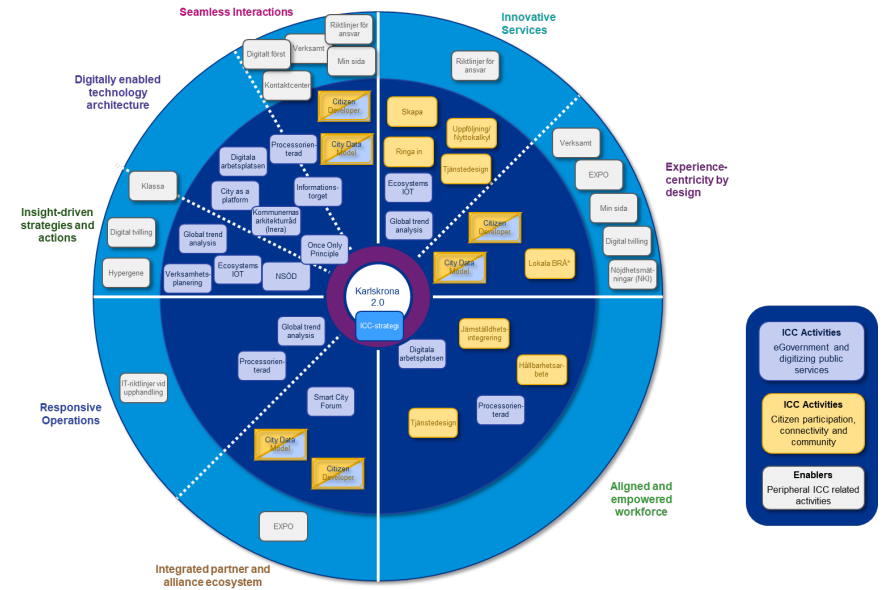 Seamless Interactions
Innovative
Services
Digitally enabled
technology
architecture
Experience-
centricity by
design
Insight-driven
strategies and
actions
Responsive
Operations
Aligned and
empowered
workforce
Integrated partner and
alliance ecosystem
Riktlinjer för
ansvar
Verksamt
Digitalt först
Min sida
Kontaktcenter
Citizen
Developer
City Data
Model
Processorien-
terad
Digitala
arbetsplatsen
City as a
platform
Informations-
torget
Kommunernas
arkitekturråd
(Inera)
Once Only
Principle
Klassa
Digital tvilling
Hypergene
Global trend
analysis
Verksamhets-
planering
Ecosystems
IOT
NSÖD
Riktlinjer för
ansvar
Skapa
Uppföljning/
Nyttokalkyl
Ringa in
Tjänstedesign
Ecosystems
IOT
Global trend
analysis
Verksamt
EXPO
Min sida
Digital tvilling
Nöjdhetsmät-
ningar (NKI)
Citizen
Developer
City Data
Model
Lokala BRÅ*
Karlskrona
2.0
ICC-strategi
Global trend
analysis
Processorien-
terad
IT-riktlinjer vid
upphandling
Smart City
Forum
City Data
Model
Citizen
Developer
EXPO
Digitala
arbetsplatsen
Jämställdhets-
integrering
Hållbarhetsar-
bete
Processorien-
terad
Tjänstedesign
ICC Activities
eGovernment and
digitizing public
services
ICC Activities
Citizen participation,
connectivity and
community
Enablers
Peripheral ICC related
activities